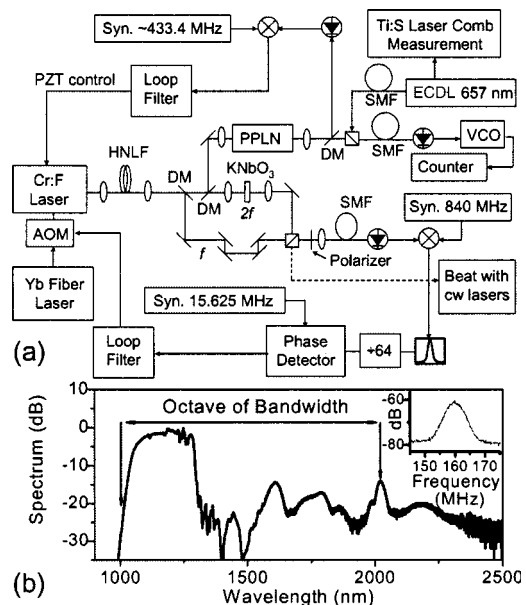 (a)
Syn. ~433.4 MHz
Ti:S Laser Comb
Measurement
PZT control
Loop
Filter
SMF
ECDL 657 nm
PPLN
DM
SMF
VCO
Counter
HNLF
DM
DM
KNbO3
2f
Cr:F
Laser
SMF
Syn. 840 MHz
AOM
f
Polarizer
Beat with
cw lasers
Yb Fiber
Laser
Syn. 15.625 MHz
Loop
Filter
Phase
Detector
÷64
(b)
Spectrum (dB)
10
0
-10
-20
-30
Octave of Bandwidth
dB
-60
-80
150 160 170
Frequency
(MHz)
1000 1500 2000 2500
Wavelength (nm)